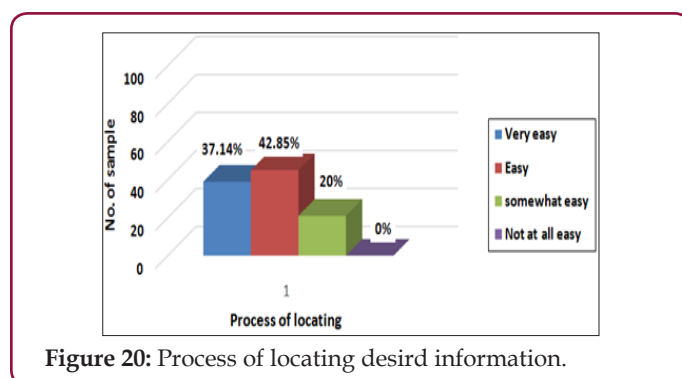 No. of sample
100
80
60
40
20
0
37.14%
42.85%
20%
0%
1
Process of locating
Very easy
Easy
somewhat easy
Not at all easy
Figure 20: Process of locating desird information.